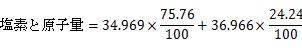 塩素と原子量 = 34.969 × 75.76/100 + 36.966 × 24.24/100